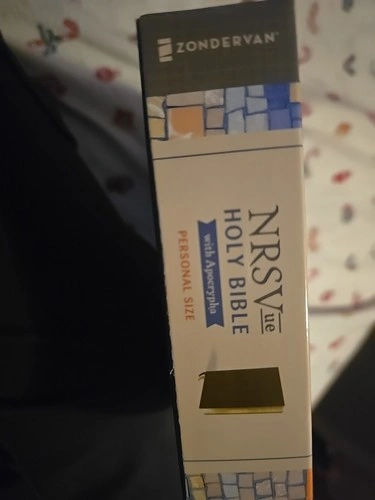 ZONDERVAN®
NRSVue
HOLY BIBLE
with Apocrypha
PERSONAL SIZE